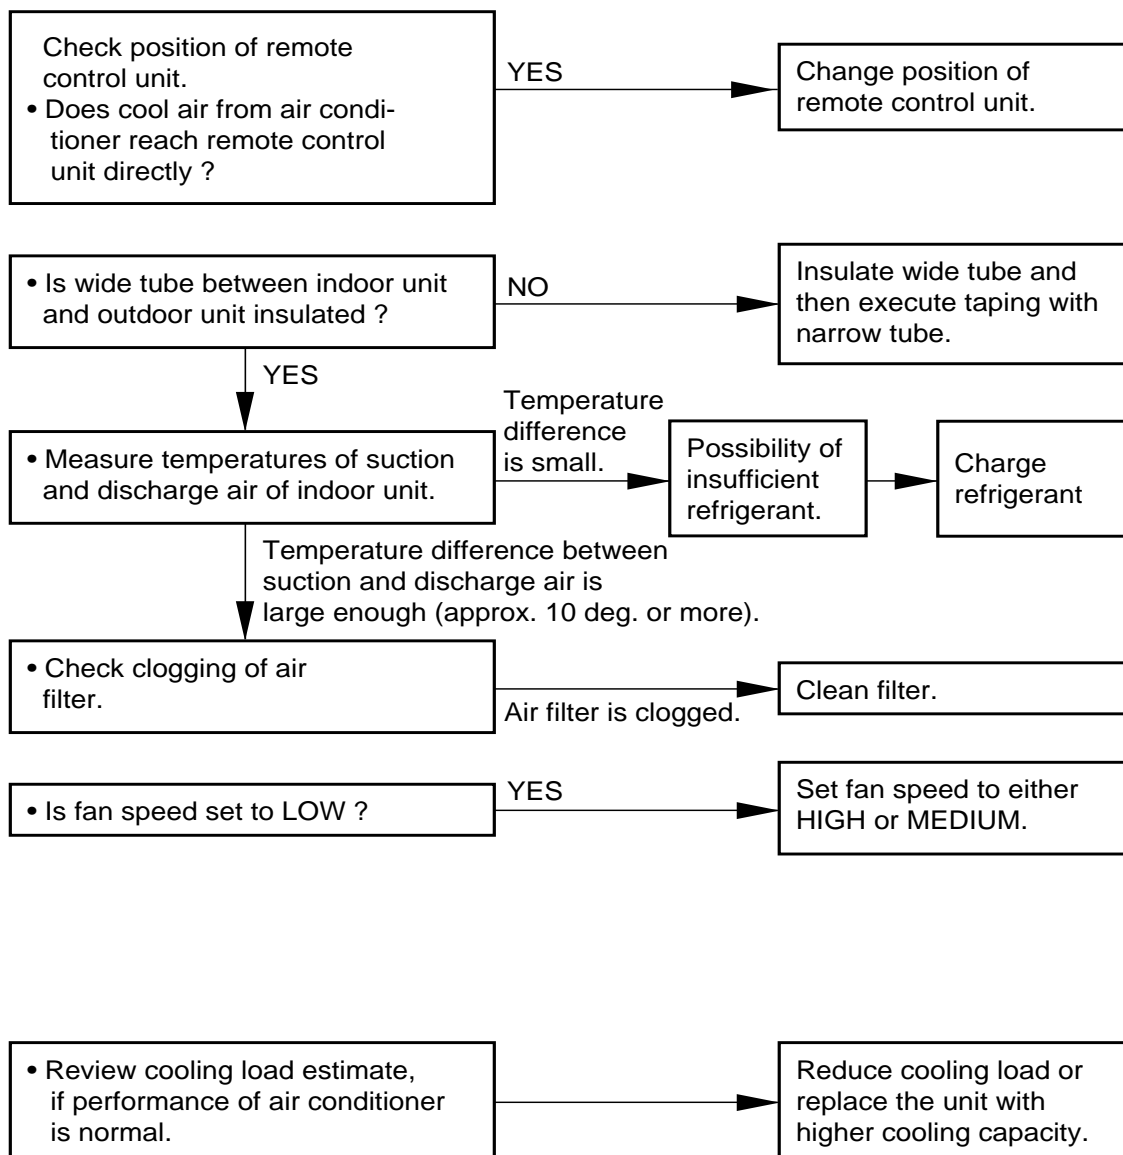 Check position of remote
control unit.
• Does cool air from air condi-
tioner reach remote control
unit directly ?
YES
Change position of
remote control unit.
• Is wide tube between indoor unit
and outdoor unit insulated ?
NO
Insulate wide tube and
then execute taping with
narrow tube.
YES
• Measure temperatures of suction
and discharge air of indoor unit.
Temperature
difference
is small.
Possibility of
insufficient
refrigerant.
Charge
refrigerant
Temperature difference between
suction and discharge air is
large enough (approx. 10 deg. or more).
• Check clogging of air
filter.
Air filter is clogged.
Clean filter.
• Is fan speed set to LOW ?
YES
Set fan speed to either
HIGH or MEDIUM.
• Review cooling load estimate,
if performance of air conditioner
is normal.
Reduce cooling load or
replace the unit with
higher cooling capacity.